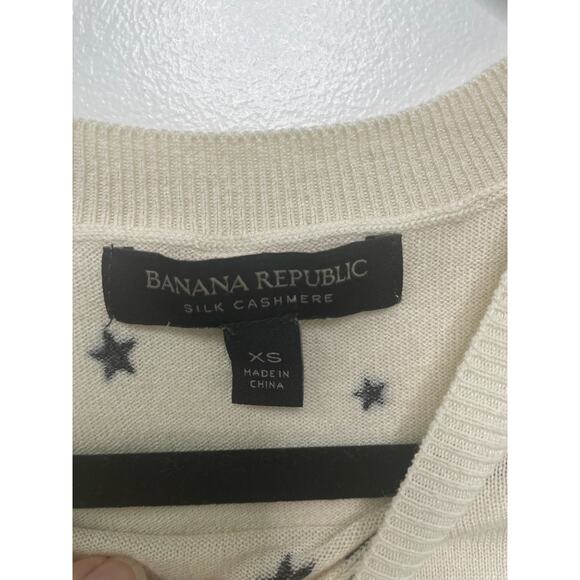 BANANA REPUBLIC
SILK CASHMERE
XS
MADE IN
CHINA